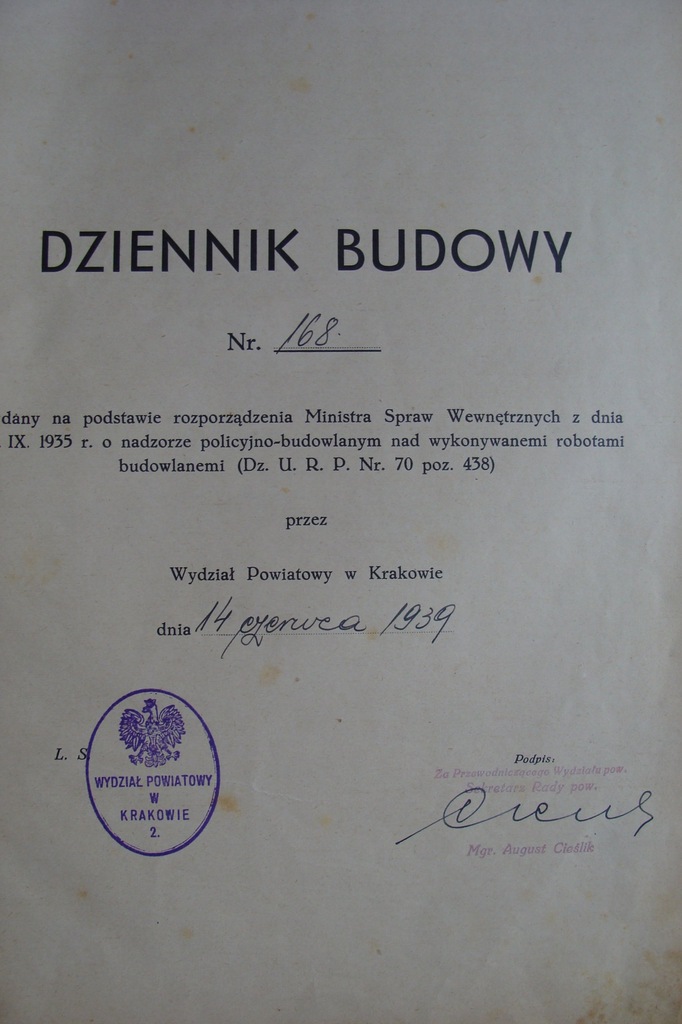 DZIENNIK BUDOWY
Nr. 168.
dany na podstawie rozporządzenia Ministra Spraw Wewnętrznych z dnia
IX. 1935 r. o nadzorze policyjno-budowlanym nad wykonywanemi robotami
budowlanemi (Dz. U. R. P. Nr. 70 poz. 438)
przez
Wydział Powiatowy w Krakowie
dnia 14 czerwca 1939
L. S.
WYDZIAŁ POWIATOWY
W
KRAKOWIE
2.
Podpis:
Za Przewodniczącego Wydziału pow.
Sekretarz Rady pow.
Mgr. August Cieślik